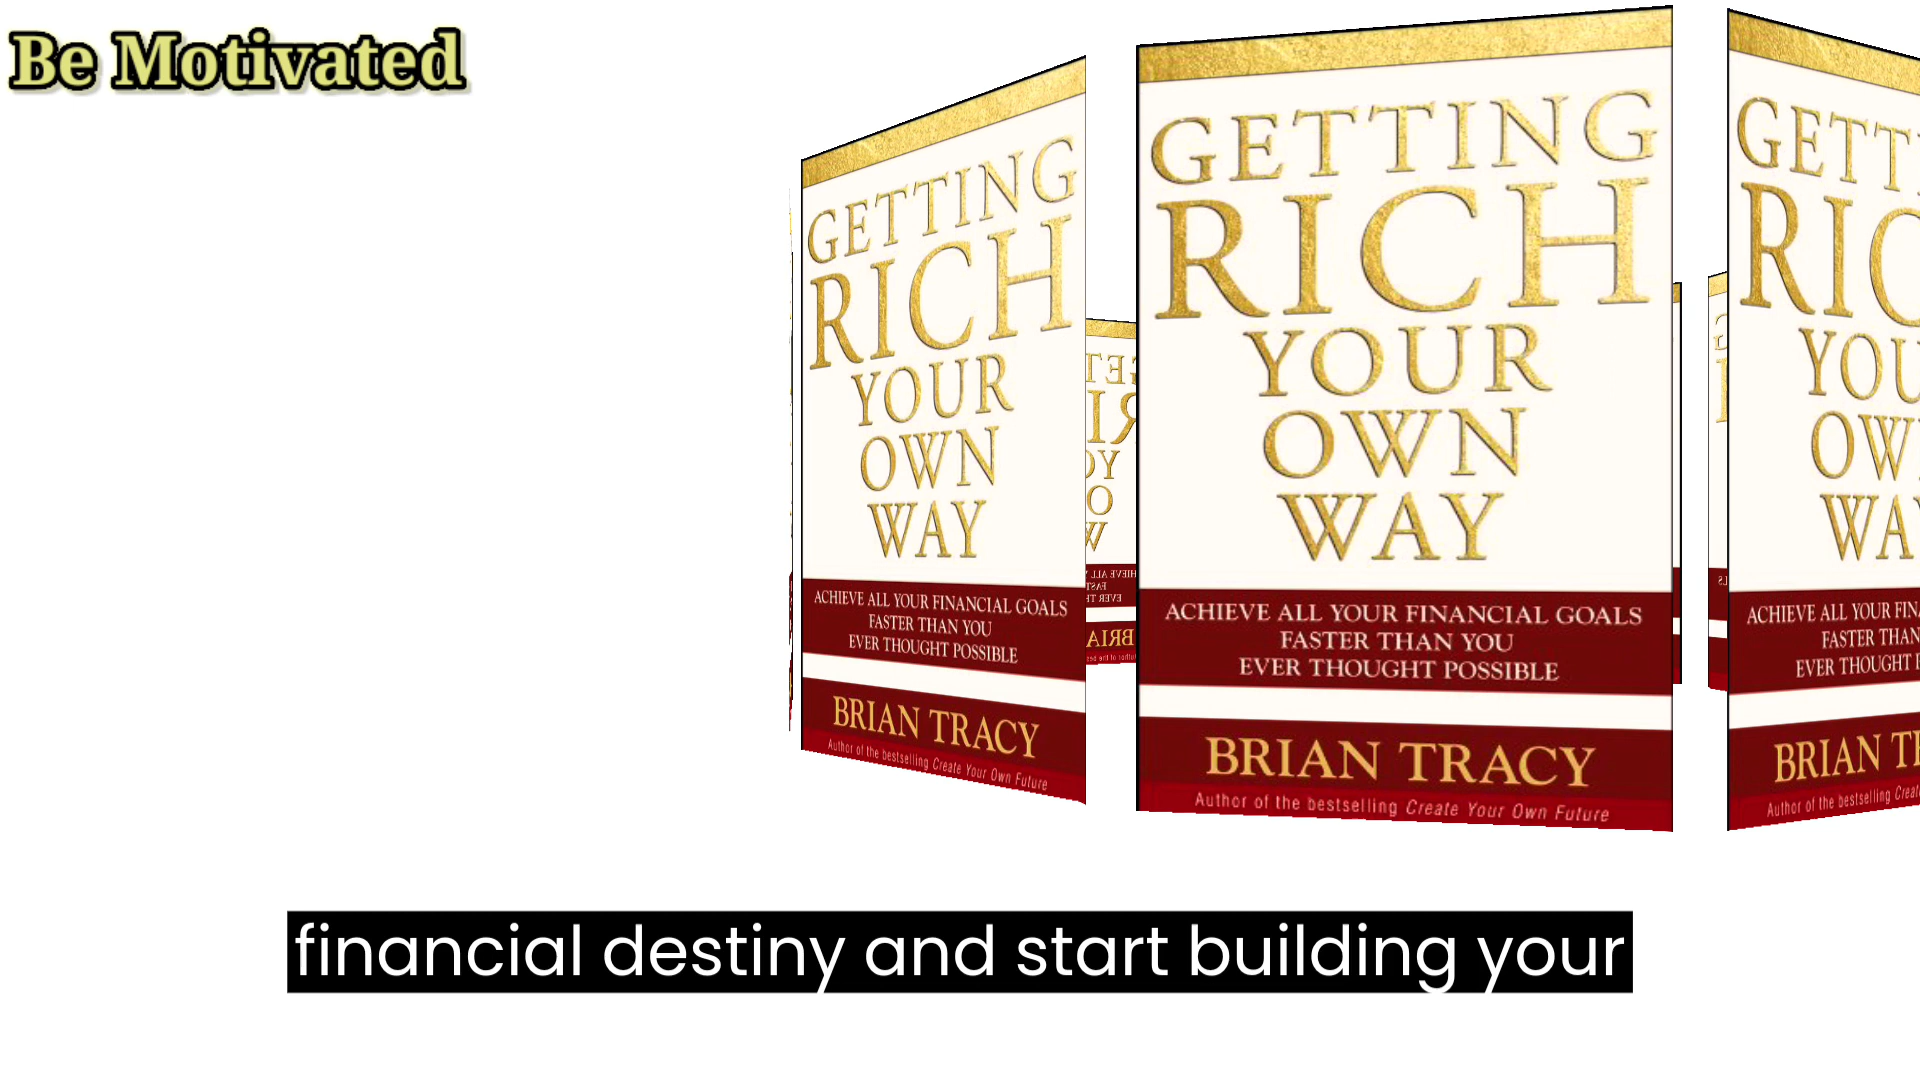 Be Motivated
GETTING
RICH
YOUR
OWN
WAY
ACHIEVE ALL YOUR FINANCIAL GOALS
FASTER THAN YOU
EVER THOUGHT POSSIBLE
BRIAN TRACY
Author of the bestselling Create Your Own Future
GETTING
RICH
YOUR
OWN
WAY
ACHIEVE ALL YOUR FINANCIAL GOALS
FASTER THAN YOU
EVER THOUGHT POSSIBLE
BRIAN TRACY
Author of the bestselling Create Your Own Future
financial destiny and start building your